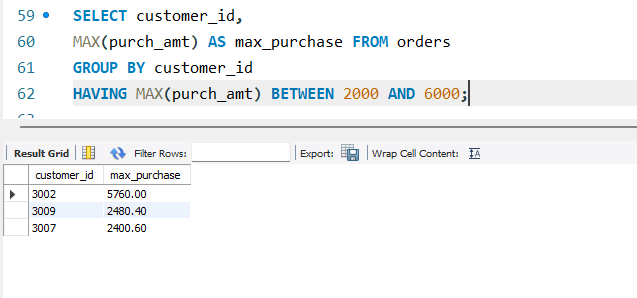 59 SELECT customer_id,
60 MAX(purch_amt) AS max_purchase FROM orders
61 GROUP BY customer_id
62 HAVING MAX(purch_amt) BETWEEN 2000 AND 6000;
Result Grid Filter Rows: Export: Wrap Cell Content:
customer_id max_purchase
3002 5760.00
3009 2480.40
3007 2400.60